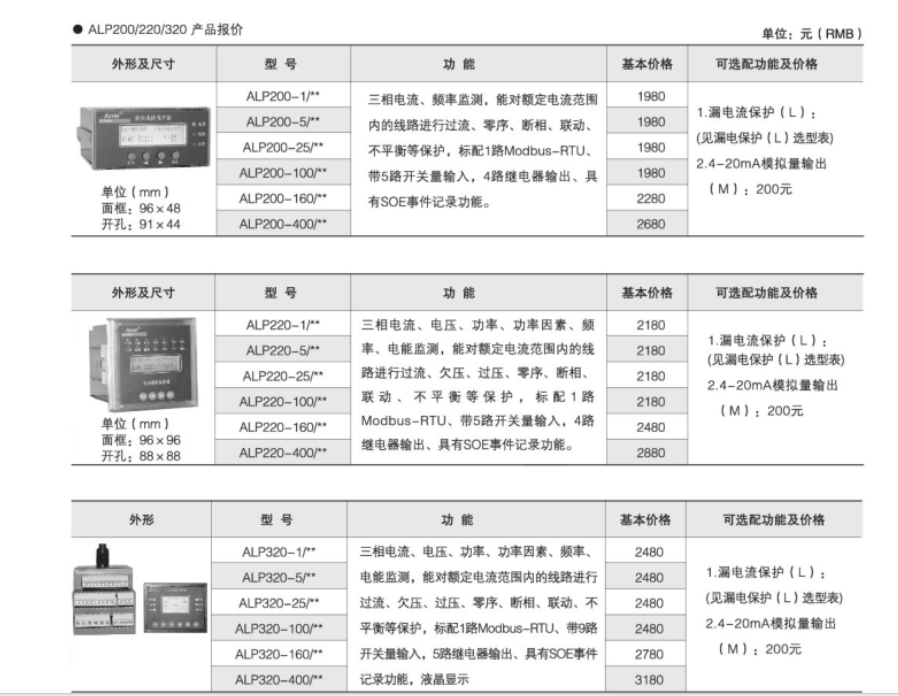 ● ALP200/220/320 产品报价
单位：元（RMB）
外形及尺寸 型 号 功 能 基本价格 可选配功能及价格
ALP200-1/** 1980
ALP200-5/** 1980
ALP200-25/** 1980
ALP200-100/** 1980
ALP200-160/** 2280
ALP200-400/** 2680
三相电流、频率监测，能对额定电流范围
内的线路进行过流、零序、断相、联动、
不平衡等保护，标配1路Modbus-RTU、
带5路开关量输入，4路继电器输出、具
有SOE事件记录功能。
1.漏电流保护（L）：
(见漏电保护（L）选型表)
2.4-20mA模拟量输出
（M）：200元
Acrel
单位（mm）
面框：96×48
开孔：91×44
外形及尺寸 型 号 功 能 基本价格 可选配功能及价格
ALP220-1/** 2180
ALP220-5/** 2180
ALP220-25/** 2180
ALP220-100/** 2180
ALP220-160/** 2480
ALP220-400/** 2880
三相电流、电压、功率、功率因素、频
率、电能监测，能对额定电流范围内的线
路进行过流、欠压、过压、零序、断相、
联动、不平衡等保护，标配1路
Modbus-RTU、带5路开关量输入，4路
继电器输出、具有SOE事件记录功能。
1.漏电流保护（L）：
(见漏电保护（L）选型表)
2.4-20mA模拟量输出
（M）：200元
Acrel
单位（mm）
面框：96×96
开孔：88×88
外形 型 号 功 能 基本价格 可选配功能及价格
ALP320-1/** 2480
ALP320-5/** 2480
ALP320-25/** 2480
ALP320-100/** 2480
ALP320-160/** 2780
ALP320-400/** 3180
三相电流、电压、功率、功率因素、频率、
电能监测，能对额定电流范围内的线路进行
过流、欠压、过压、零序、断相、联动、不
平衡等保护，标配1路Modbus-RTU、带9路
开关量输入，5路继电器输出、具有SOE事件
记录功能，液晶显示
1.漏电流保护（L）：
(见漏电保护（L）选型表)
2.4-20mA模拟量输出
（M）：200元